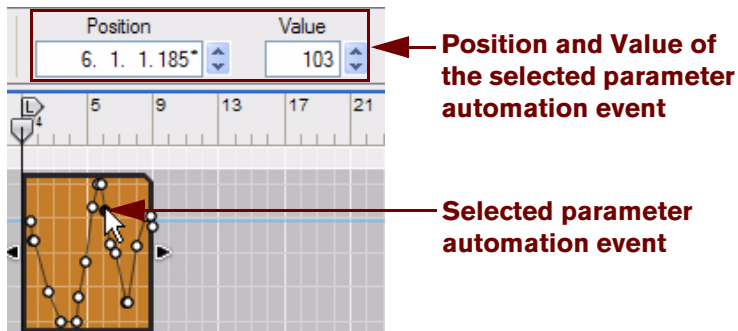 Position Value
6. 1. 1.185* 103
Position and Value of
the selected parameter
automation event
L
4 5 9 13 17 21
Selected parameter
automation event